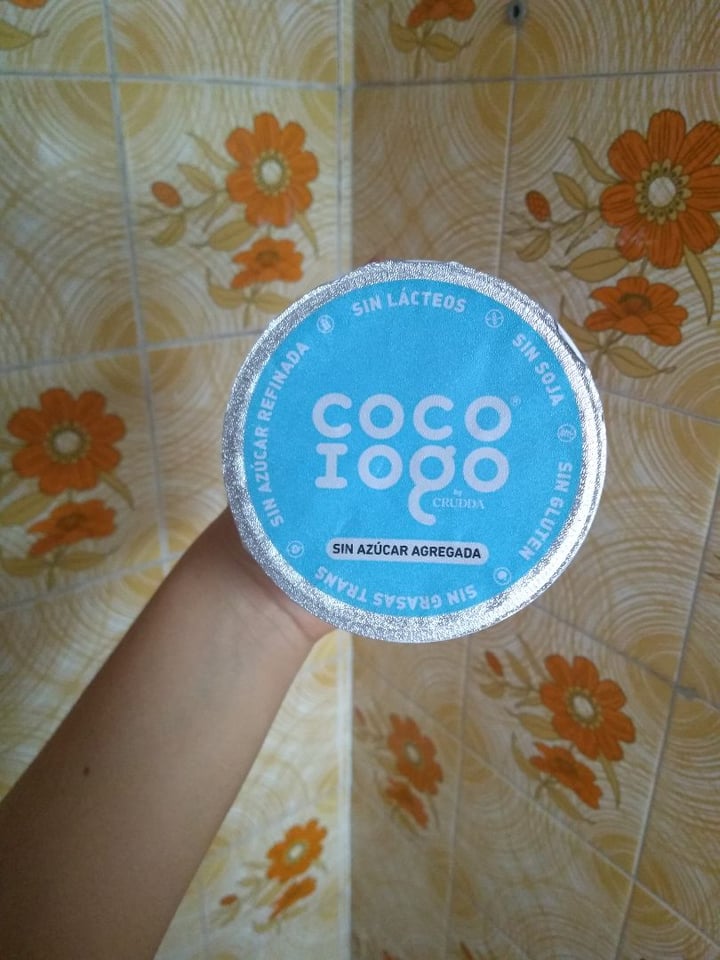 SIN LÁCTEOS
SIN SOJA
SIN GLUTEN
SIN GRASAS TRANS
SIN AZÚCAR REFINADA
COCO®
IOGO
by
CRUDDA
SIN AZÚCAR AGREGADA